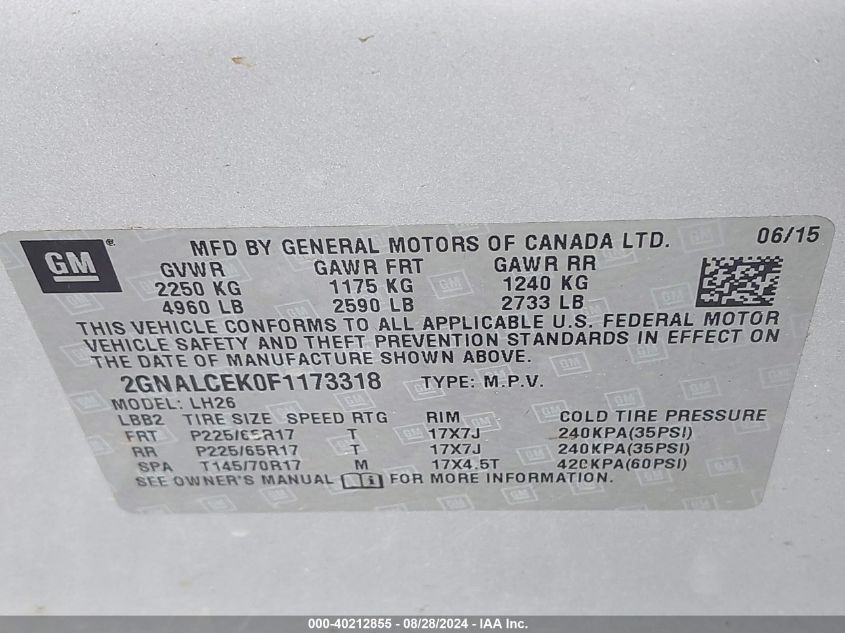 GM ® MFD BY GENERAL MOTORS OF CANADA LTD. 06/15
GVWR GAWR FRT GAWR RR
2250 KG 1175 KG 1240 KG
4960 LB 2590 LB 2733 LB
THIS VEHICLE CONFORMS TO ALL APPLICABLE U.S. FEDERAL MOTOR
VEHICLE SAFETY AND THEFT PREVENTION STANDARDS IN EFFECT ON
THE DATE OF MANUFACTURE SHOWN ABOVE.
2GNALCEK0F1173318 TYPE: M.P.V.
MODEL: LH26
LBB2 TIRE SIZE SPEED RTG RIM COLD TIRE PRESSURE
FRT P225/65R17 T 17X7J 240KPA(35PSI)
RR P225/65R17 T 17X7J 240KPA(35PSI)
SPA T145/70R17 M 17X4.5T 420KPA(60PSI)
SEE OWNER'S MANUAL FOR MORE INFORMATION.
000-40212855 - 08/28/2024 - IAA Inc.